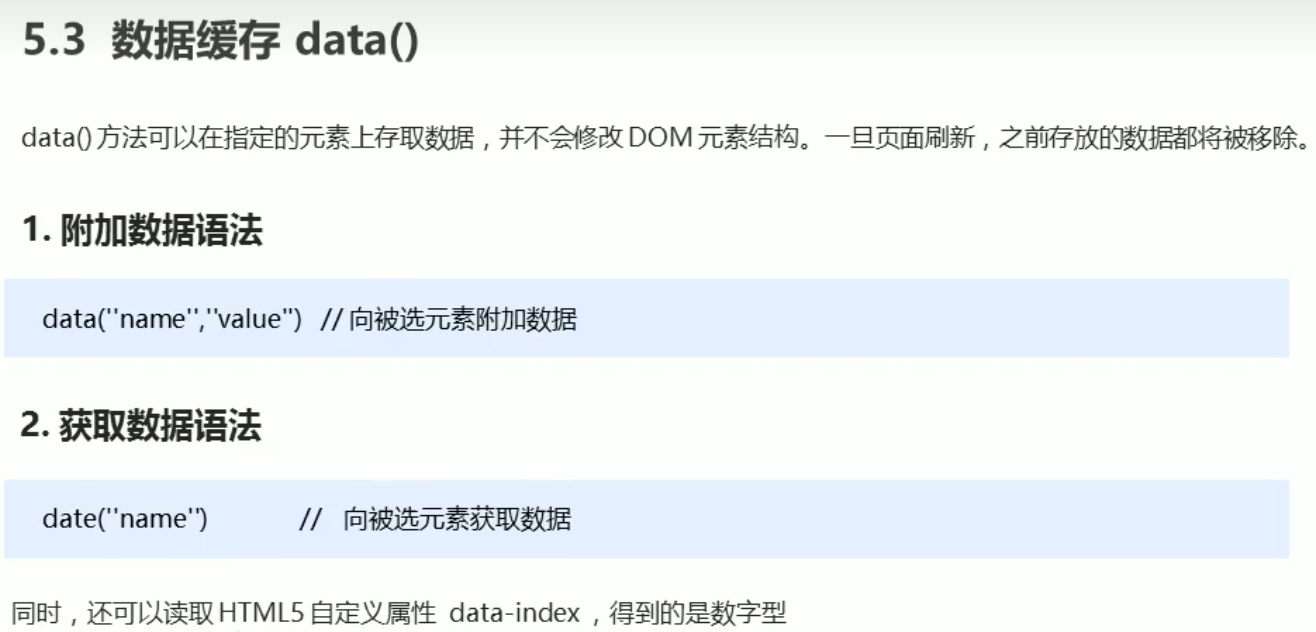 5.3 数据缓存 data()
data() 方法可以在指定的元素上存取数据，并不会修改 DOM 元素结构。一旦页面刷新，之前存放的数据都将被移除。
1. 附加数据语法
data(''name'',''value'') // 向被选元素附加数据
2. 获取数据语法
date(''name'') // 向被选元素获取数据
同时，还可以读取 HTML5 自定义属性 data-index ，得到的是数字型